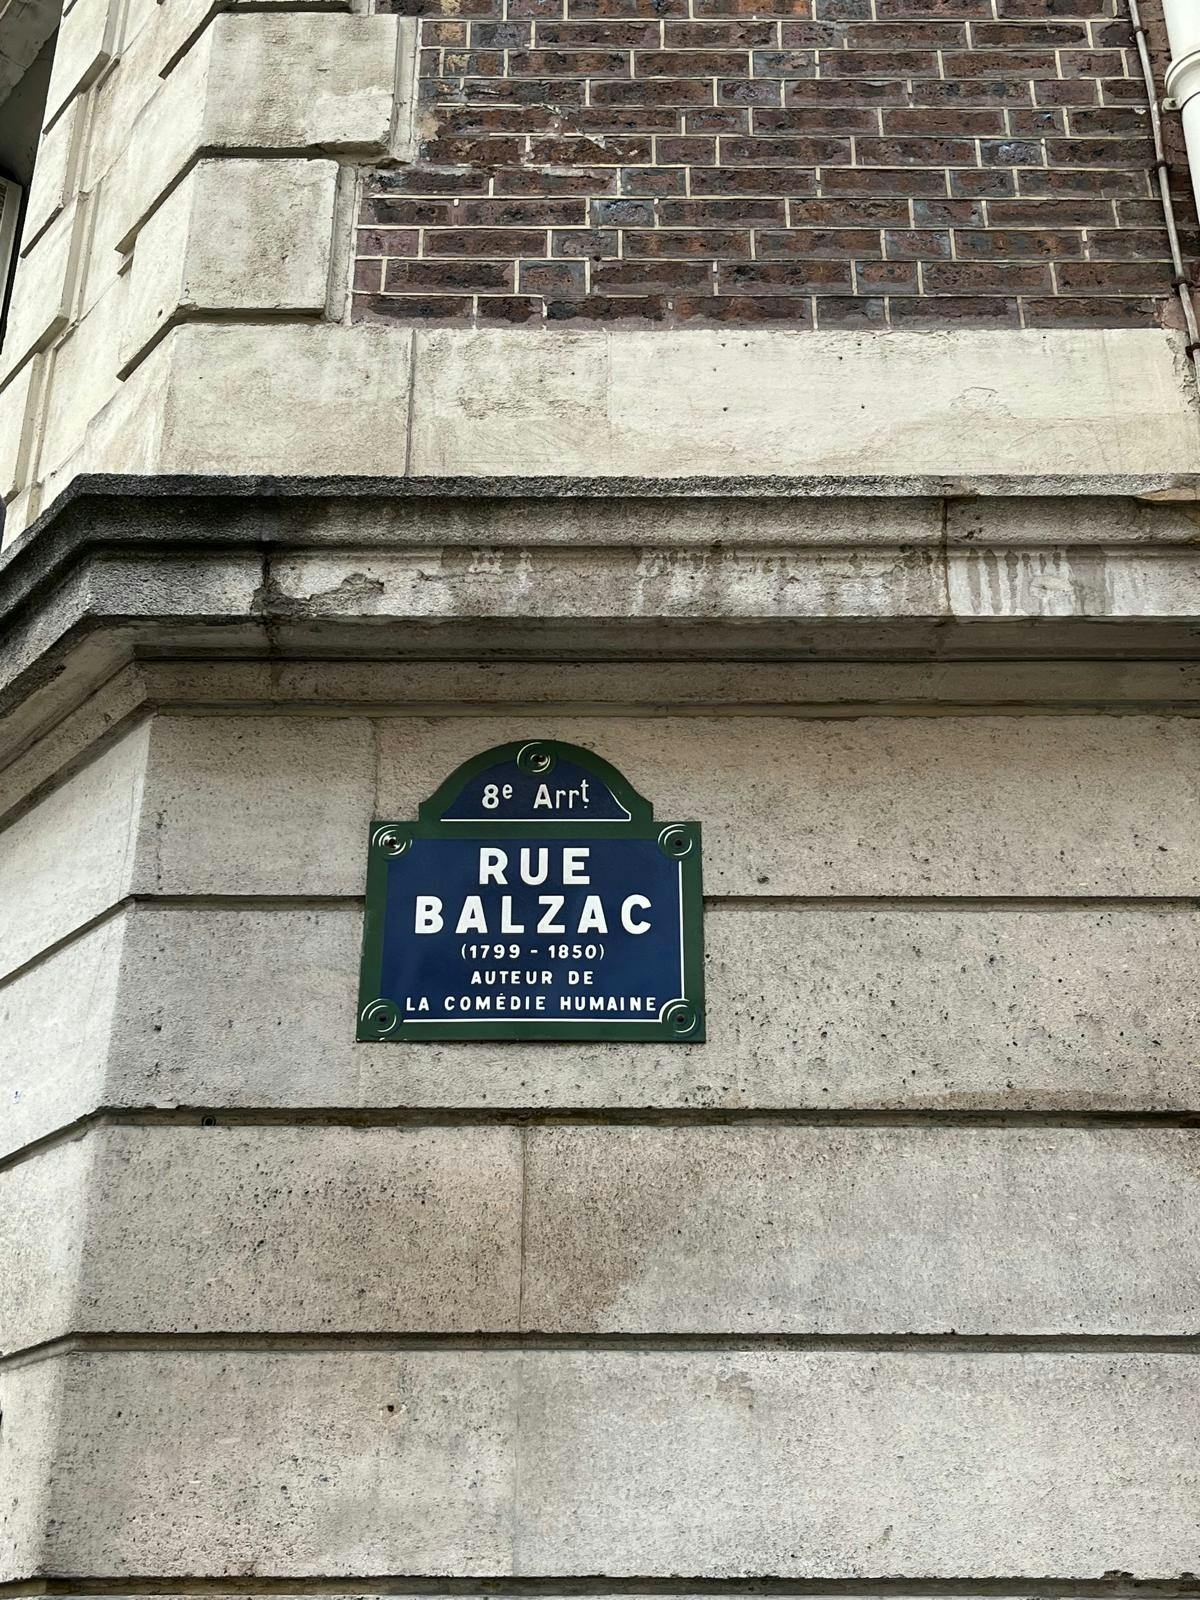 8e Arrt
RUE
BALZAC
(1799 - 1850)
AUTEUR DE
LA COMÉDIE HUMAINE